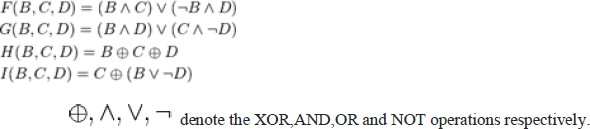 F(B,C,D) = (B∧C) ∨ (¬B∧D)
G(B,C,D) = (B∧D) ∨ (C∧¬D)
H(B,C,D) = B⊕C⊕D
I(B,C,D) = C⊕(B∨¬D)
⊕, ∧, ∨, ¬ denote the XOR,AND,OR and NOT operations respectively.